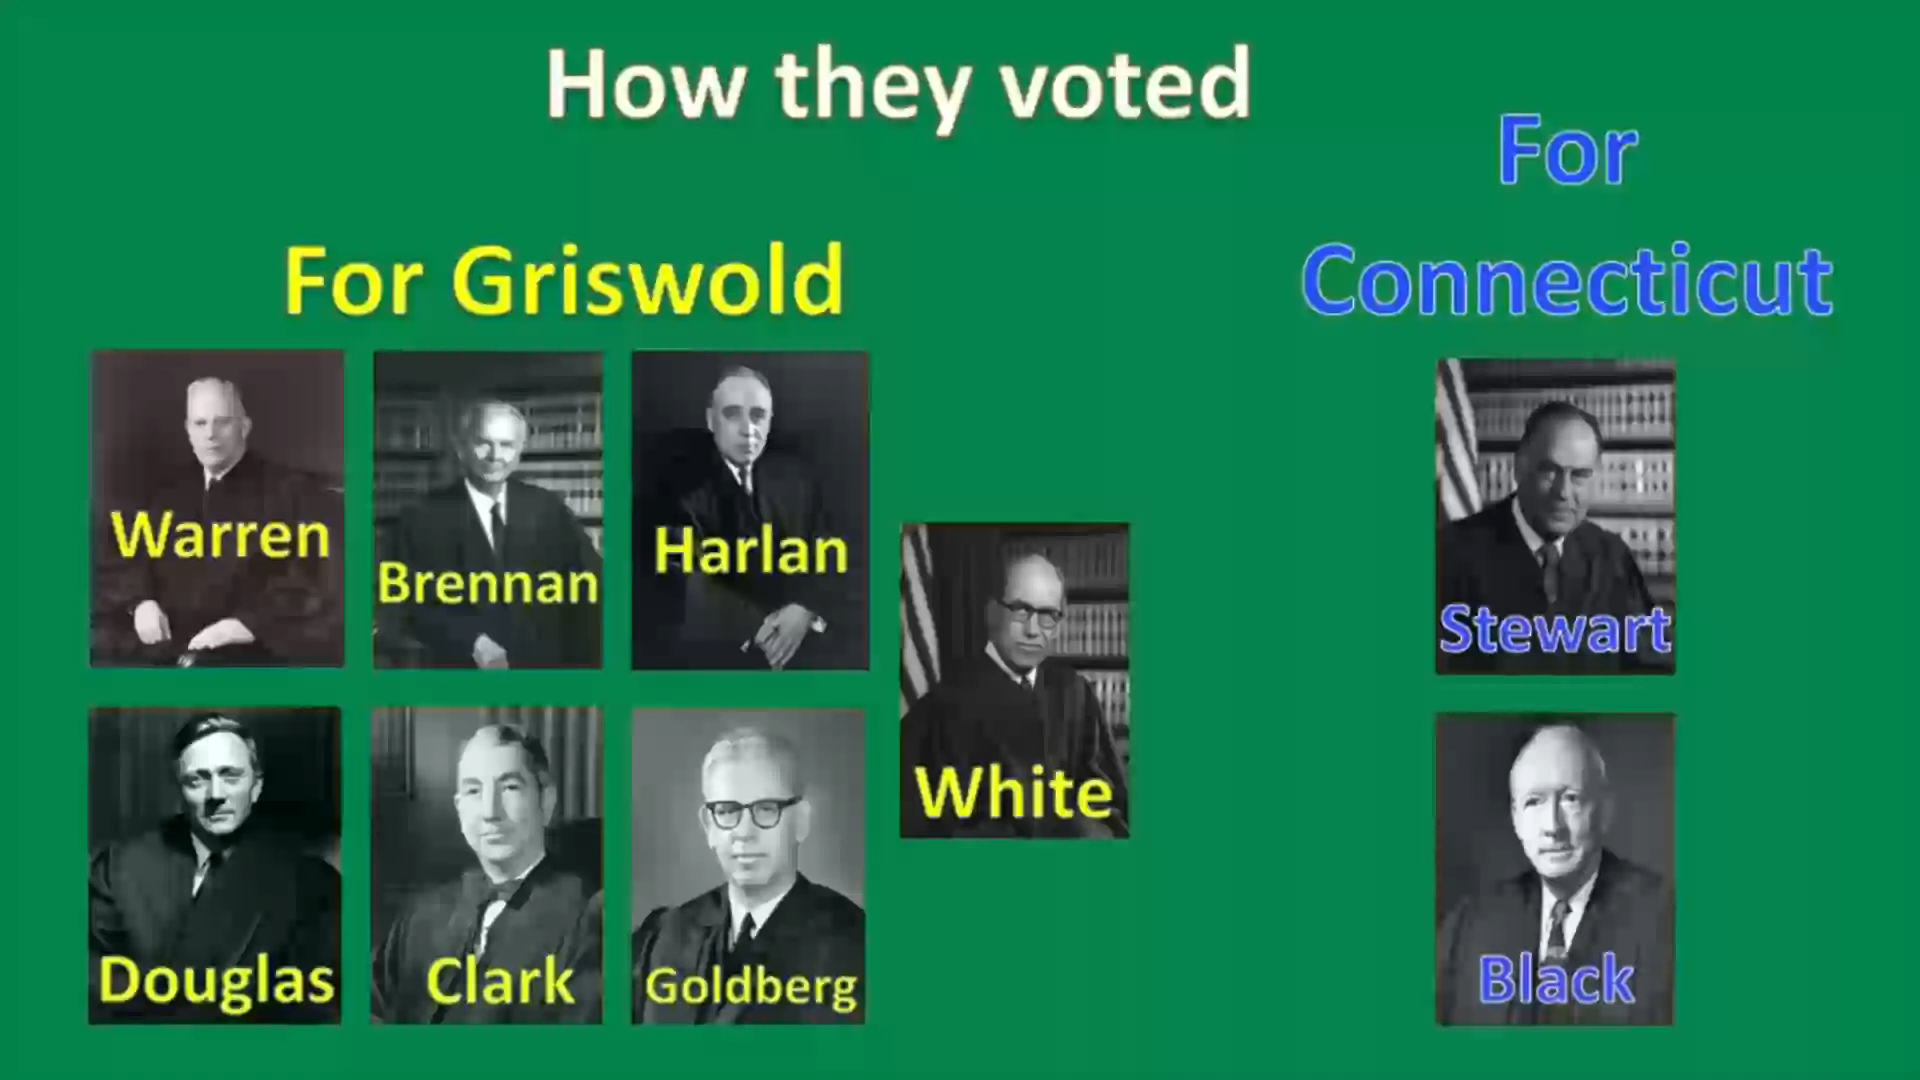 How they voted
For Griswold
Warren
Brennan
Harlan
White
Douglas
Clark
Goldberg
For
Connecticut
Stewart
Black